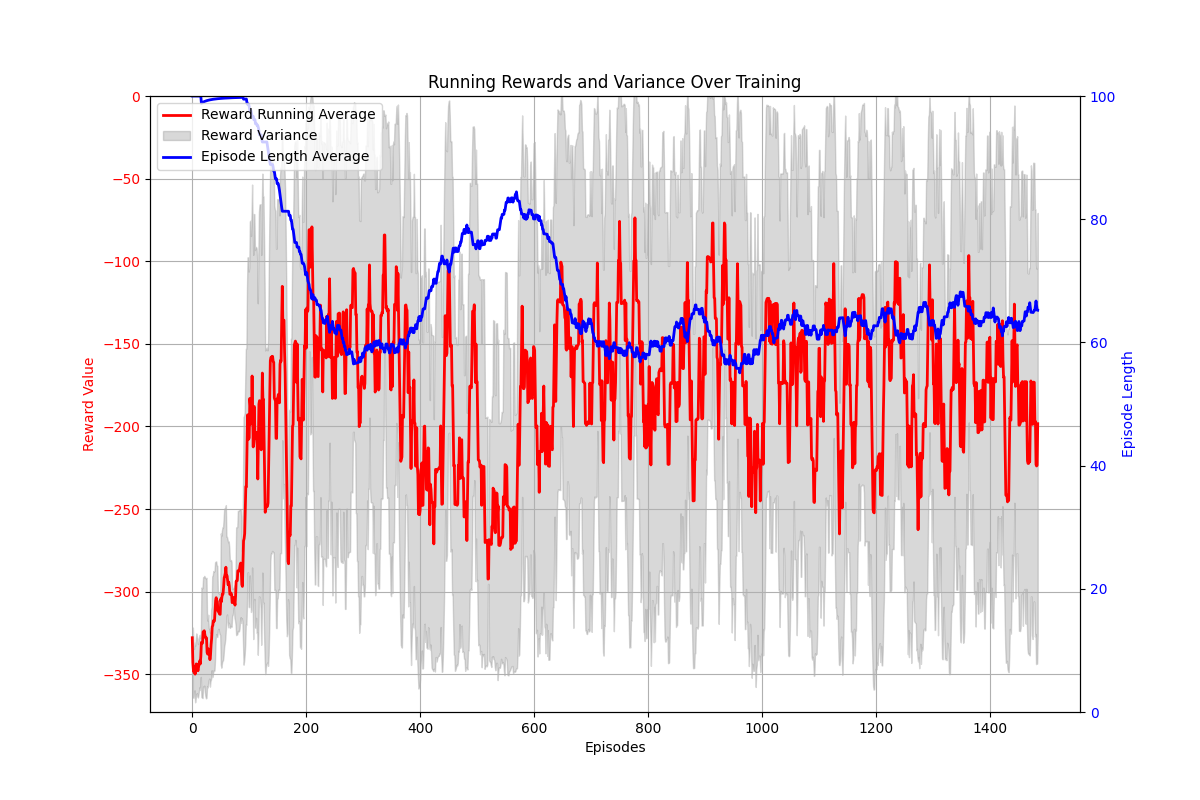 Running Rewards and Variance Over Training
Reward Running Average
Reward Variance
Episode Length Average
0
−50
−100
−150
−200
−250
−300
−350
Reward Value
100
80
60
40
20
0
Episode Length
0 200 400 600 800 1000 1200 1400
Episodes